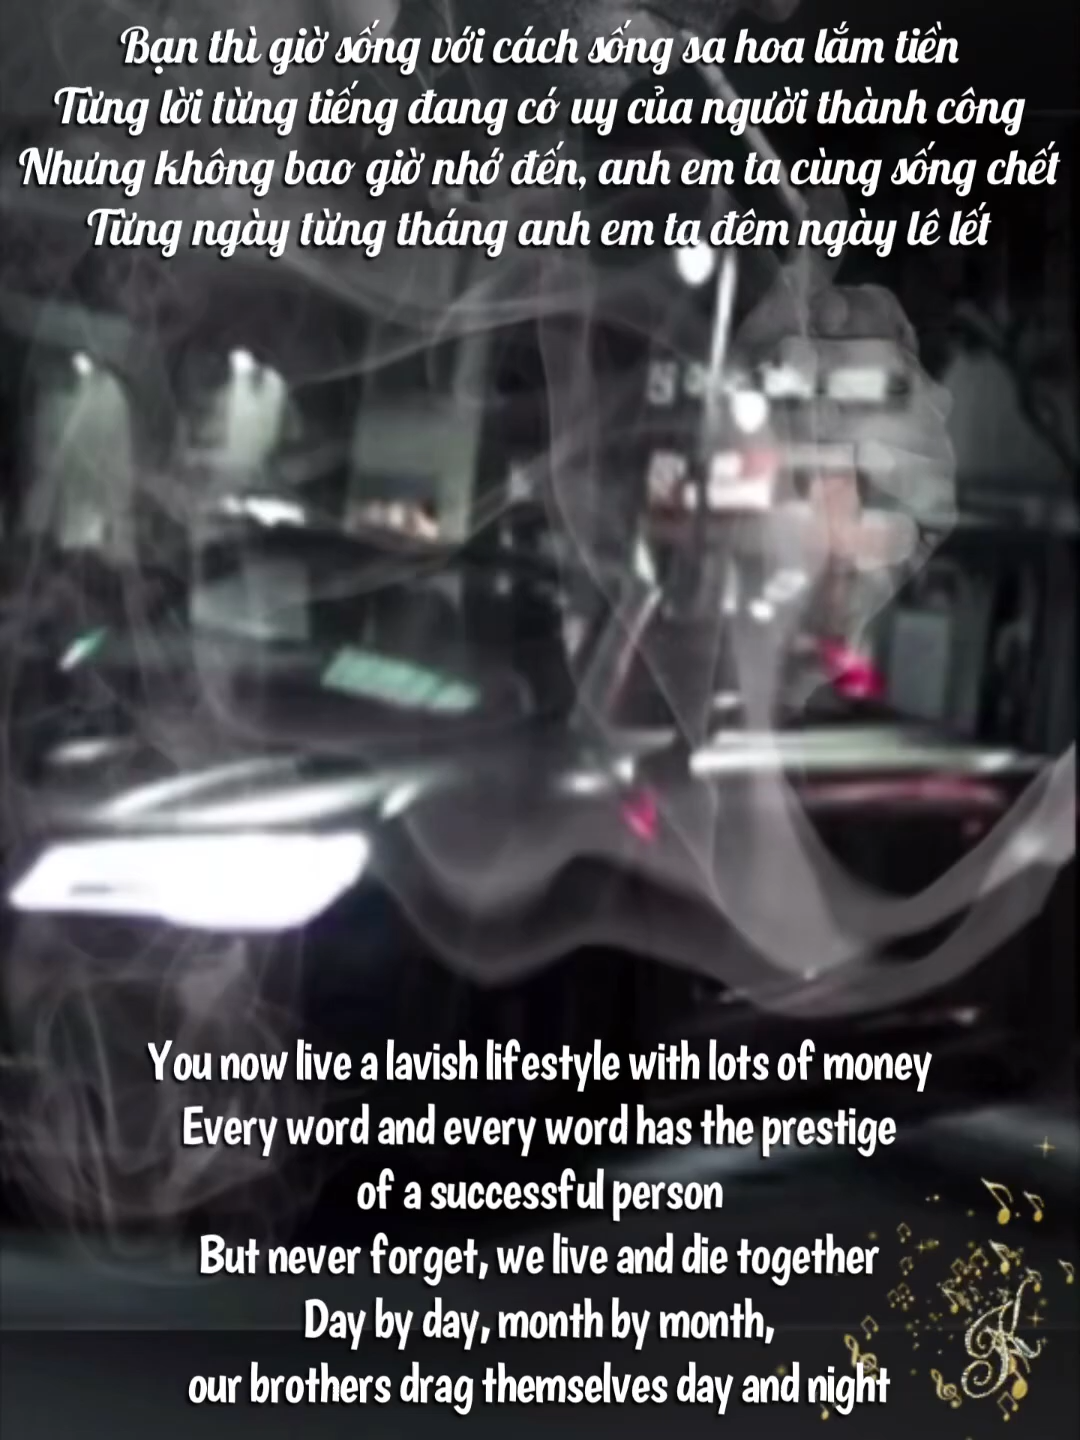 Bạn thì giờ sống với cách sống sa hoa lắm tiền
Từng lời từng tiếng đang có uy của người thành công
Nhưng không bao giờ nhớ đến, anh em ta cùng sống chết
Từng ngày từng tháng anh em ta đêm ngày lê lết
You now live a lavish lifestyle with lots of money
Every word and every word has the prestige
of a successful person
But never forget, we live and die together
Day by day, month by month,
our brothers drag themselves day and night